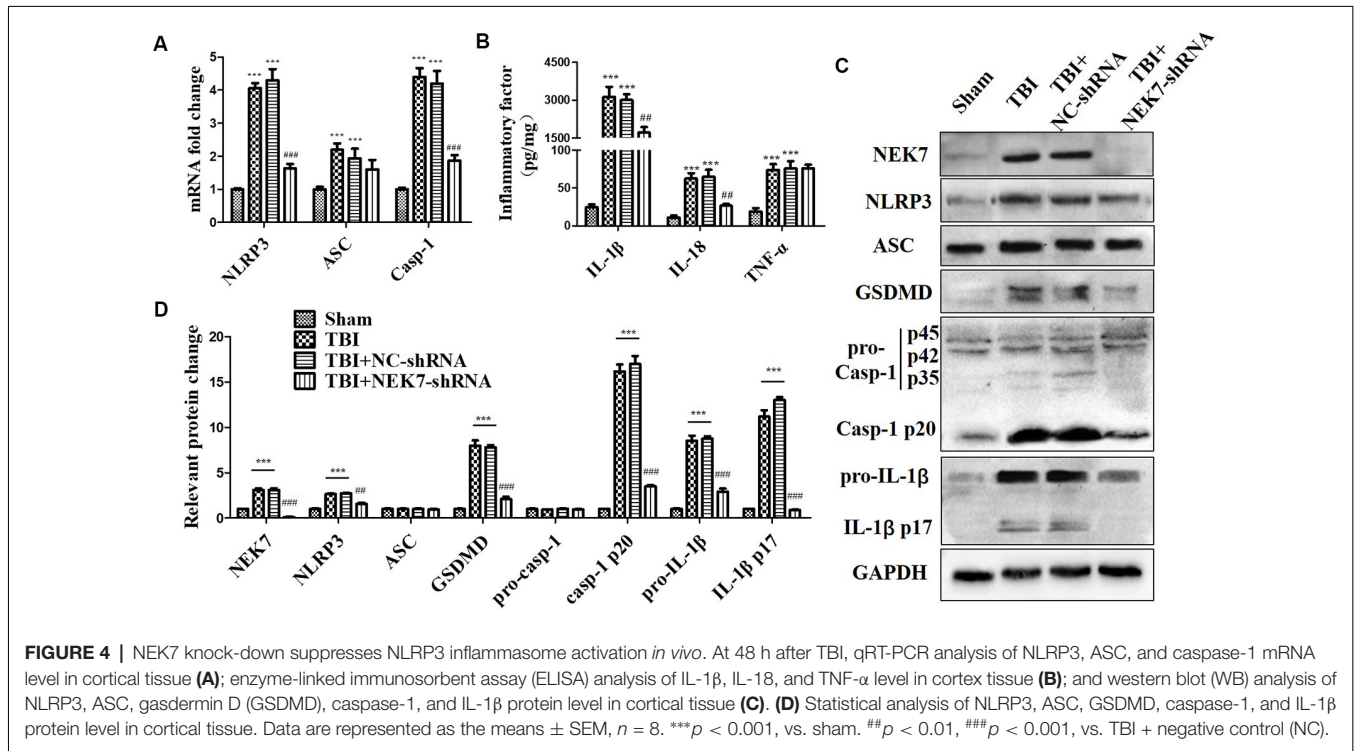 A
mRNA fold change
5
4
3
2
1
0
*** ***
###
*** ***
*** ***
###
NLRP3 ASC Casp-1
B
Inflammatory factor
(pg/mg)
4500
3000
1500
100
50
0
*** ***
##
*** ***
##
*** ***
IL-1β IL-18 TNF-α
C
Sham TBI TBI+ NC-shRNA TBI+ NEK7-shRNA
NEK7
NLRP3
ASC
GSDMD
pro-Casp-1
p45
p42
p35
Casp-1 p20
pro-IL-1β
IL-1β p17
GAPDH
D
Sham
TBI
TBI+NC-shRNA
TBI+NEK7-shRNA
Relevant protein change
20
15
10
5
0
***
###
***
##
***
###
***
###
***
###
***
###
NEK7 NLRP3 ASC GSDMD pro-casp-1 casp-1 p20 pro-IL-1β IL-1β p17
FIGURE 4 | NEK7 knock-down suppresses NLRP3 inflammasome activation in vivo. At 48 h after TBI, qRT-PCR analysis of NLRP3, ASC, and caspase-1 mRNA
level in cortical tissue (A); enzyme-linked immunosorbent assay (ELISA) analysis of IL-1β, IL-18, and TNF-α level in cortex tissue (B); and western blot (WB) analysis of
NLRP3, ASC, gasdermin D (GSDMD), caspase-1, and IL-1β protein level in cortical tissue (C). (D) Statistical analysis of NLRP3, ASC, GSDMD, caspase-1, and IL-1β
protein level in cortical tissue. Data are represented as the means ± SEM, n = 8. ***p < 0.001, vs. sham. ##p < 0.01, ###p < 0.001, vs. TBI + negative control (NC).